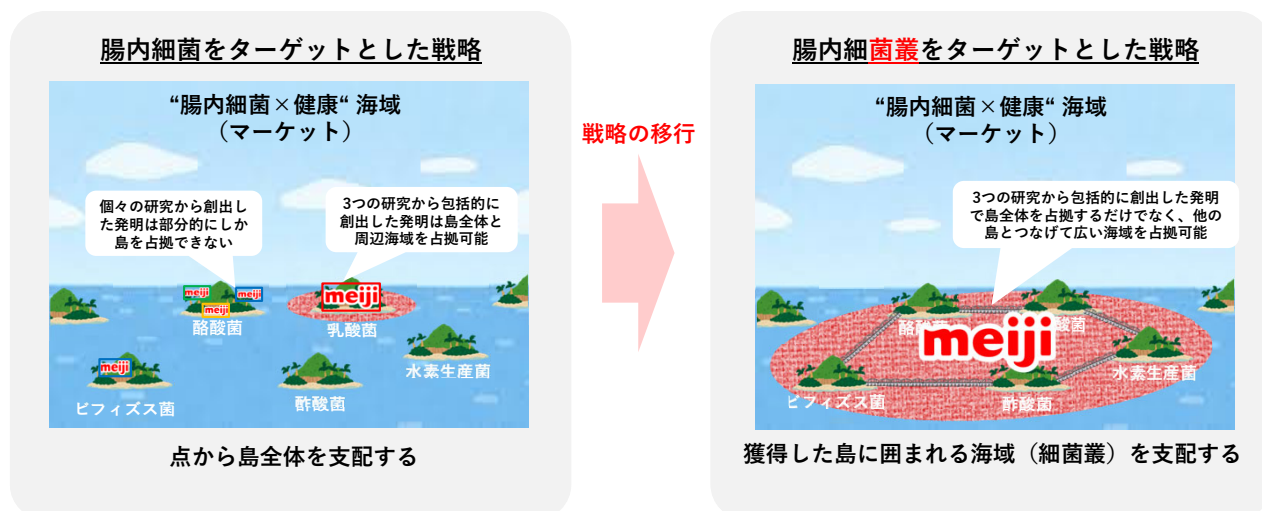 腸内細菌をターゲットとした戦略
“腸内細菌×健康“ 海域
（マーケット）
個々の研究から創出し
た発明は部分的にしか
島を占拠できない
3つの研究から包括的に
創出した発明は島全体と
周辺海域を占拠可能
meiji
meiji
meiji
meiji
酪酸菌
乳酸菌
meiji
水素生産菌
ビフィズス菌
酢酸菌
点から島全体を支配する
戦略の移行
腸内細菌叢をターゲットとした戦略
“腸内細菌×健康“ 海域
（マーケット）
3つの研究から包括的に創出した発明
で島全体を占拠するだけでなく、他の
島とつなげて広い海域を占拠可能
meiji
水素生産菌
ビフィズス菌
酢酸菌
獲得した島に囲まれる海域（細菌叢）を支配する